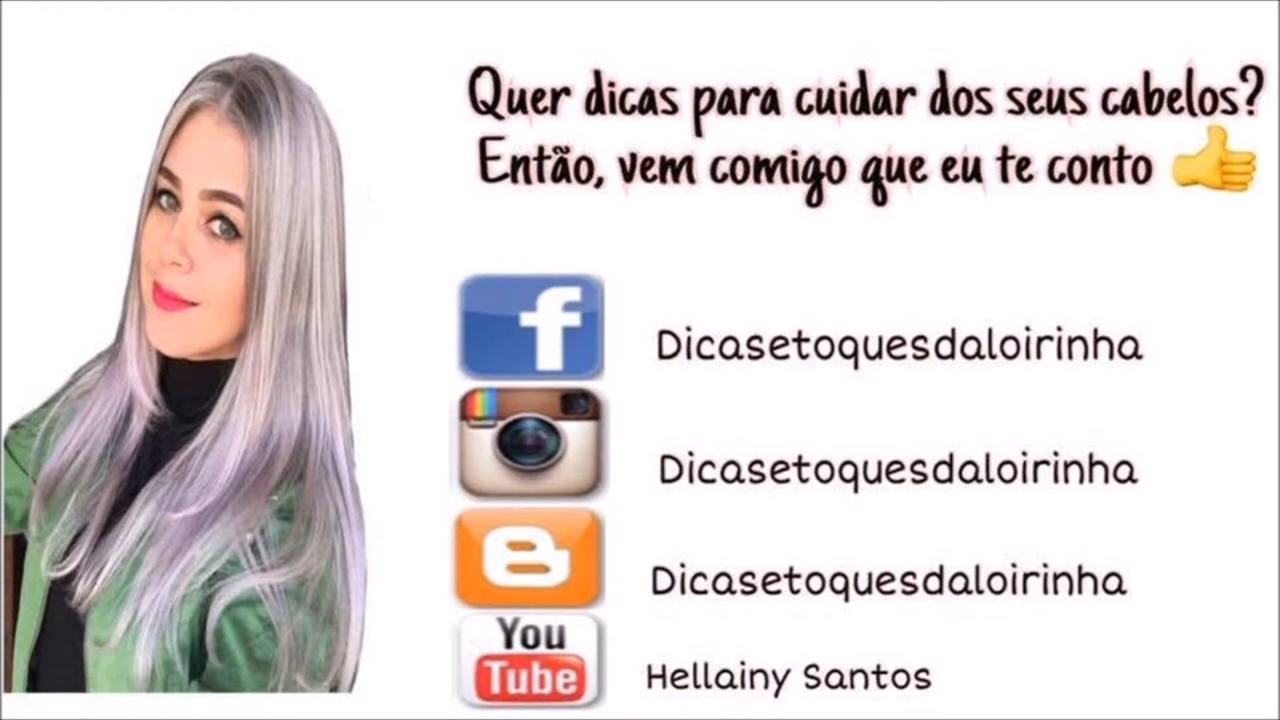 Quer dicas para cuidar dos seus cabelos?
Então, vem comigo que eu te conto
f
Dicasetoquesdaloirinha
Dicasetoquesdaloirinha
B
Dicasetoquesdaloirinha
You
Tube
Hellainy Santos